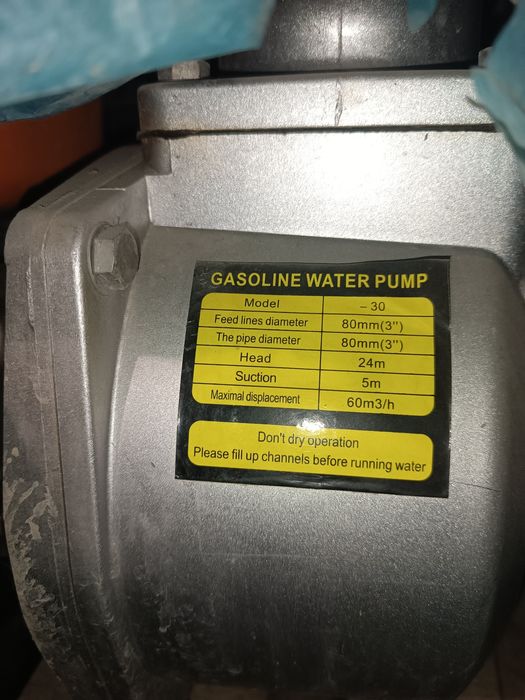 GASOLINE WATER PUMP
Model – 30
Feed lines diameter 80mm(3")
The pipe diameter 80mm(3")
Head 24m
Suction 5m
Maximal displacement 60m3/h
Don't dry operation
Please fill up channels before running water